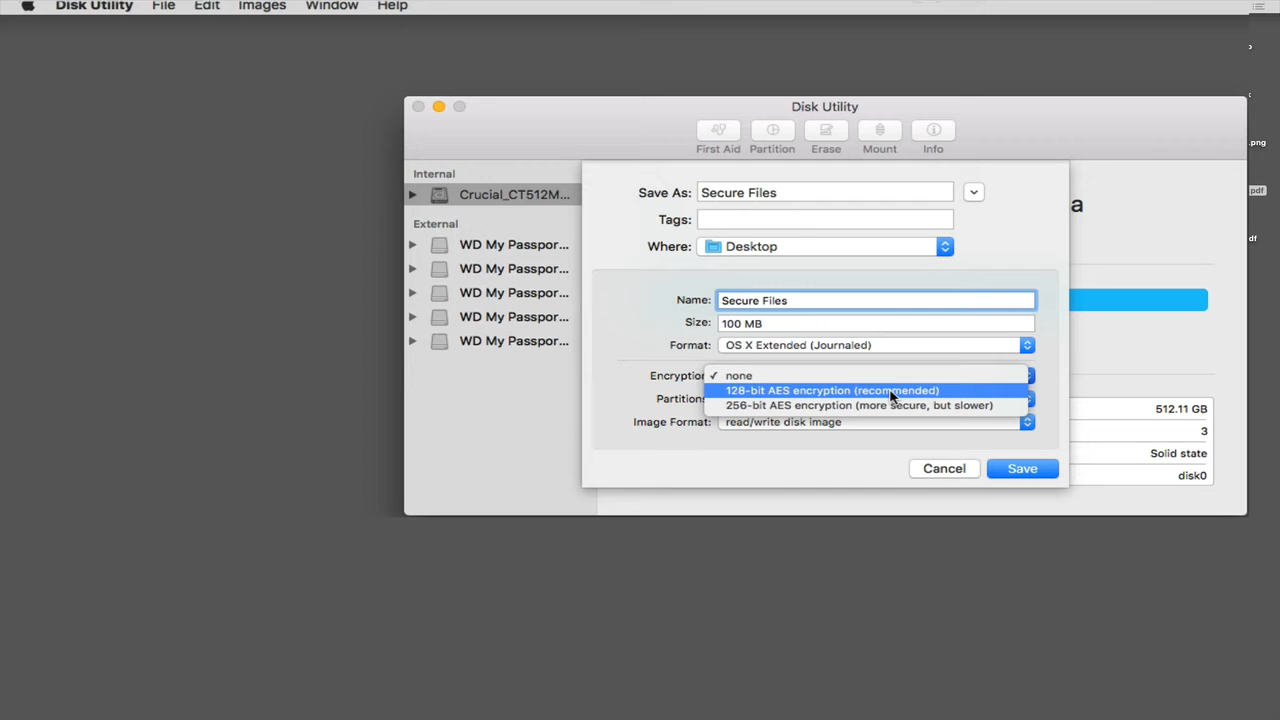 Disk Utility File Edit Images Window Help
Disk Utility
First Aid Partition Erase Mount Info
Internal
Crucial_CT512M...
External
WD My Passpor...
WD My Passpor...
WD My Passpor...
WD My Passpor...
WD My Passpor...
Save As: Secure Files
Tags:
Where: Desktop
Name: Secure Files
Size: 100 MB
Format: OS X Extended (Journaled)
Encryption
✓ none
128-bit AES encryption (recommended)
256-bit AES encryption (more secure, but slower)
Partitions
Image Format: read/write disk image
Cancel Save
a
512.11 GB
3
Solid state
disk0
.png
.pdf
df